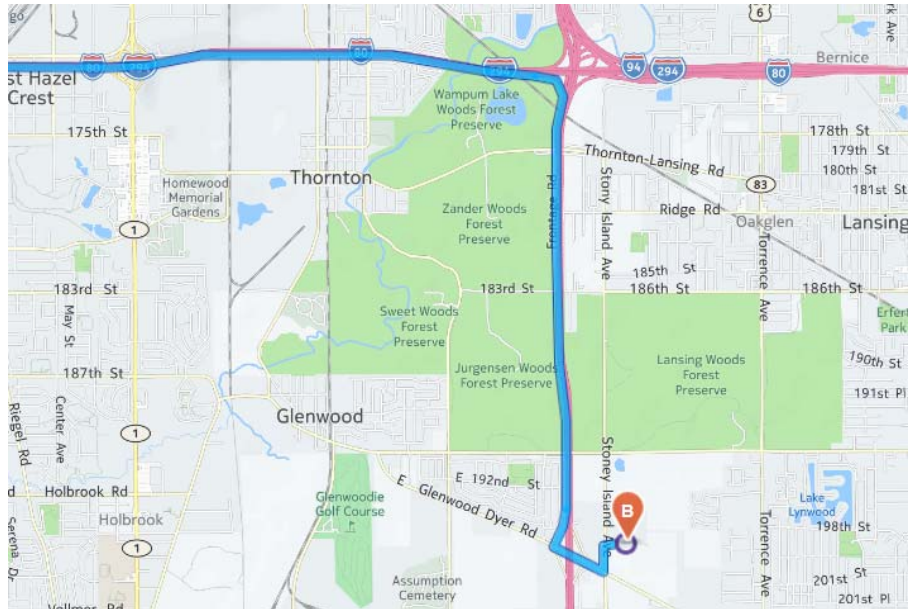 6
Bernice
80
294
80
294
94
294
80
st Hazel
Crest
Wampum Lake
Woods Forest
Preserve
175th St
178th St
179th St
180th St
181st St
Thornton-Lansing Rd
83
Thornton
Homewood
Memorial
Gardens
Frontage Rd
Stony Island Ave
Ridge Rd
Oakglen
Lansing
Zander Woods
Forest
Preserve
1
Torrence Ave
185th St
183rd St
183rd St
186th St
186th St
May St
Sweet Woods
Forest
Preserve
Erfert
Park
190th St
187th St
Jurgensen Woods
Forest Preserve
Lansing Woods
Forest
Preserve
191st Pl
Riegel Rd
Center Ave
Glenwood
1
Stoney Island Ave
E 192nd St
E Glenwood Dyer Rd
Holbrook Rd
Holbrook
Glenwoodie
Golf Course
B
Lake
Lynwood
198th St
Serena Dr
1
Torrence Ave
Assumption
Cemetery
201st St
201st Pl
Vollmer Rd